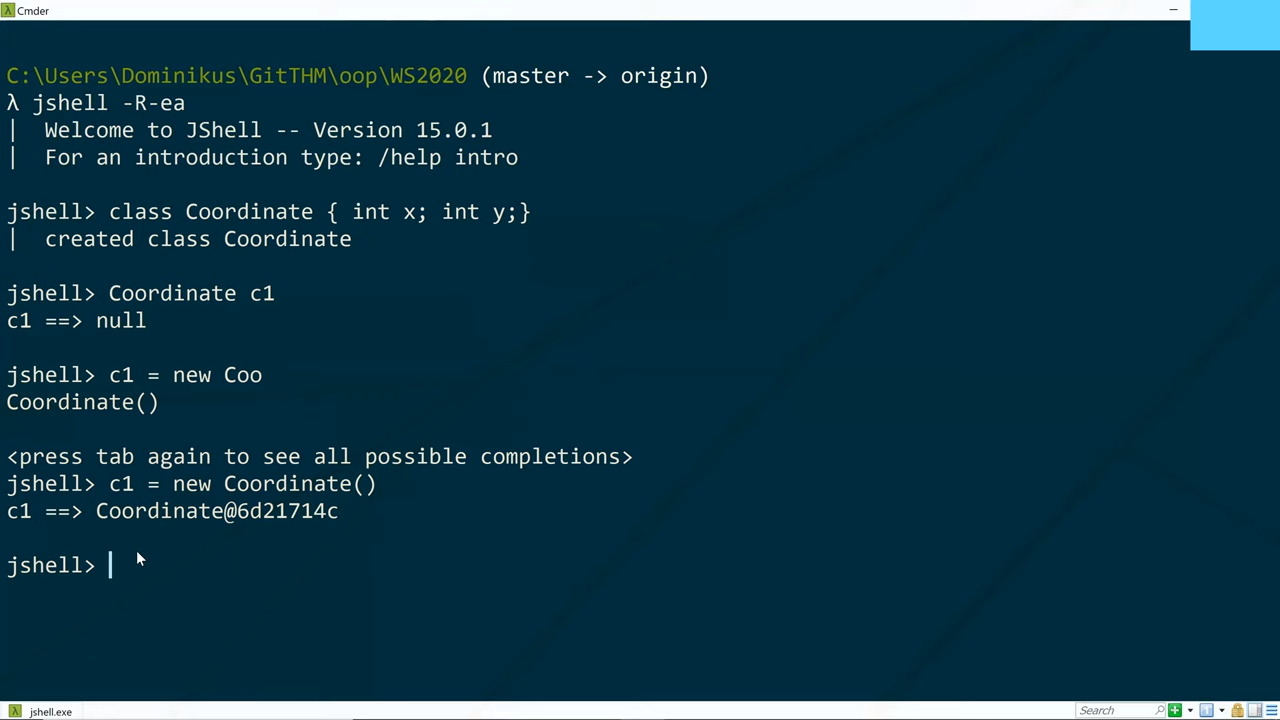 Cmder
C:\Users\Dominikus\GitTHM\oop\WS2020 (master -> origin)
λ jshell -R-ea
|  Welcome to JShell -- Version 15.0.1
|  For an introduction type: /help intro
jshell> class Coordinate { int x; int y;}
|  created class Coordinate
jshell> Coordinate c1
c1 ==> null
jshell> c1 = new Coo
Coordinate()
<press tab again to see all possible completions>
jshell> c1 = new Coordinate()
c1 ==> Coordinate@6d21714c
jshell>
jshell.exe
Search